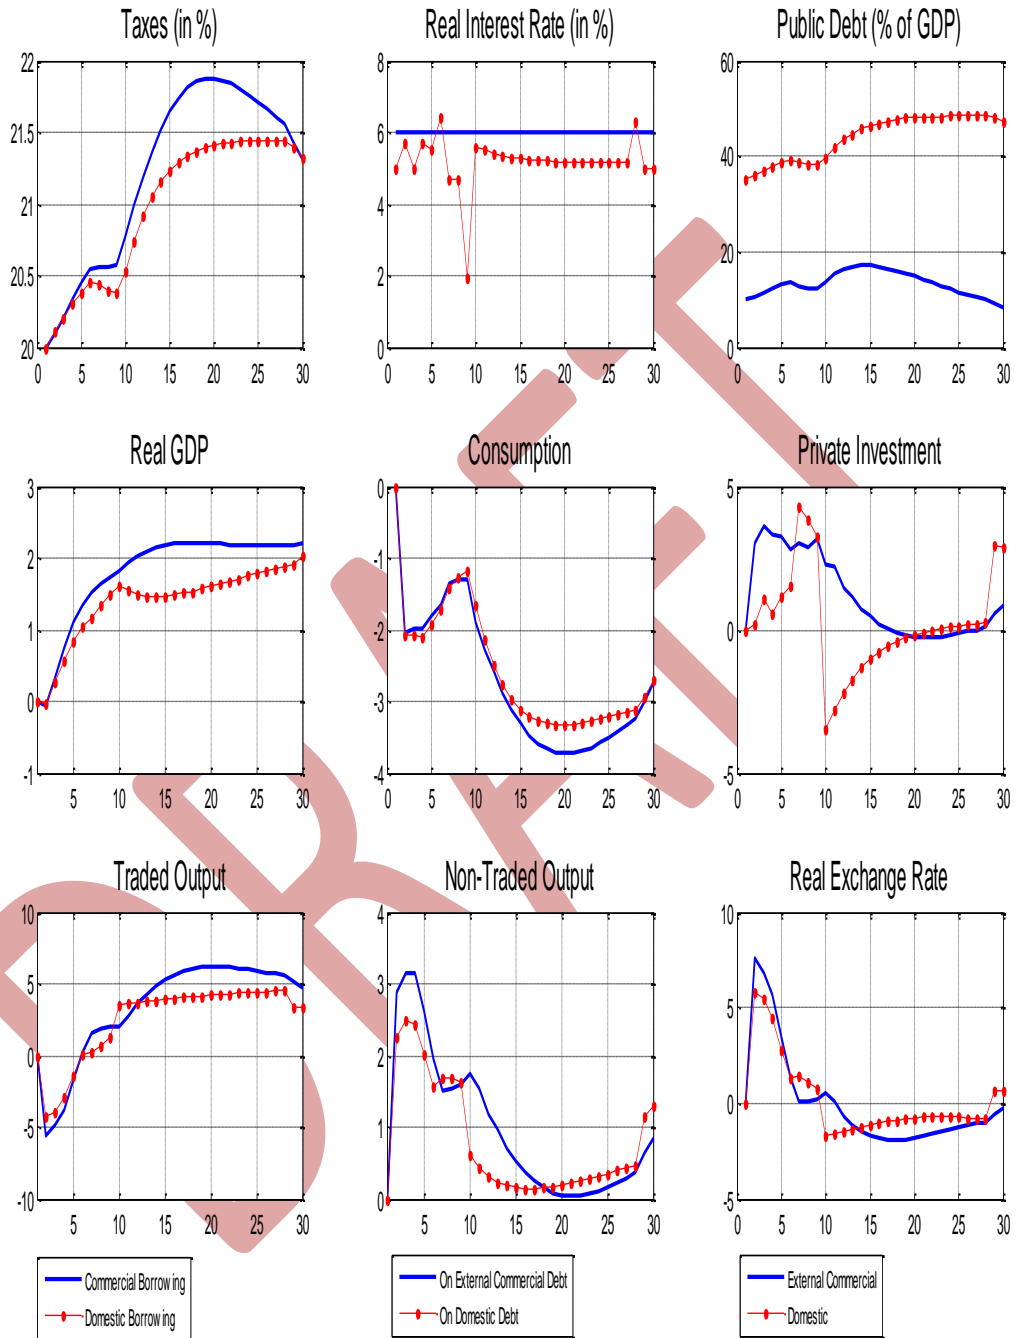 Taxes (in %)
Real Interest Rate (in %)
Public Debt (% of GDP)
22
21.5
21
20.5
20
0 5 10 15 20 25 30
8
6
4
2
0
0 5 10 15 20 25 30
60
40
20
0
0 5 10 15 20 25 30
Real GDP
Consumption
Private Investment
3
2
1
0
-1
5 10 15 20 25 30
0
-1
-2
-3
-4
0 5 10 15 20 25 30
5
0
-5
0 5 10 15 20 25 30
Traded Output
Non-Traded Output
Real Exchange Rate
10
5
0
-5
-10
5 10 15 20 25 30
4
3
2
1
0
5 10 15 20 25 30
10
5
0
-5
0 5 10 15 20 25 30
Commercial Borrowing
Domestic Borrowing
On External Commercial Debt
On Domestic Debt
External Commercial
Domestic
DRAFT